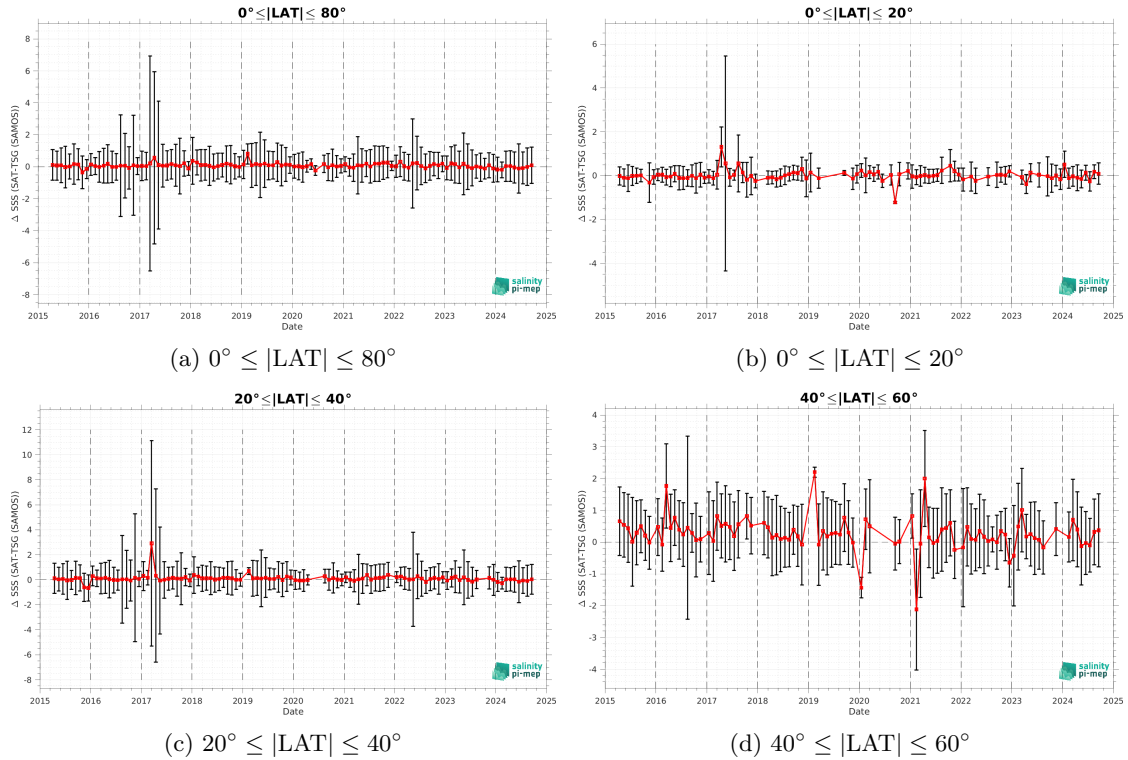 0°≤|LAT|≤ 80°
Δ SSS (SAT-TSG (SAMOS))
8
6
4
2
0
-2
-4
-6
-8
2015 2016 2017 2018 2019 2020 2021 2022 2023 2024 2025
Date
salinity
pi-mep
(a) 0° ≤ |LAT| ≤ 80°
0°≤|LAT|≤ 20°
Δ SSS (SAT-TSG (SAMOS))
6
4
2
0
-2
-4
2015 2016 2017 2018 2019 2020 2021 2022 2023 2024 2025
Date
salinity
pi-mep
(b) 0° ≤ |LAT| ≤ 20°
20°≤|LAT|≤ 40°
Δ SSS (SAT-TSG (SAMOS))
12
10
8
6
4
2
0
-2
-4
-6
-8
2015 2016 2017 2018 2019 2020 2021 2022 2023 2024 2025
Date
salinity
pi-mep
(c) 20° ≤ |LAT| ≤ 40°
40°≤|LAT|≤ 60°
Δ SSS (SAT-TSG (SAMOS))
4
3
2
1
0
-1
-2
-3
-4
2015 2016 2017 2018 2019 2020 2021 2022 2023 2024 2025
Date
salinity
pi-mep
(d) 40° ≤ |LAT| ≤ 60°